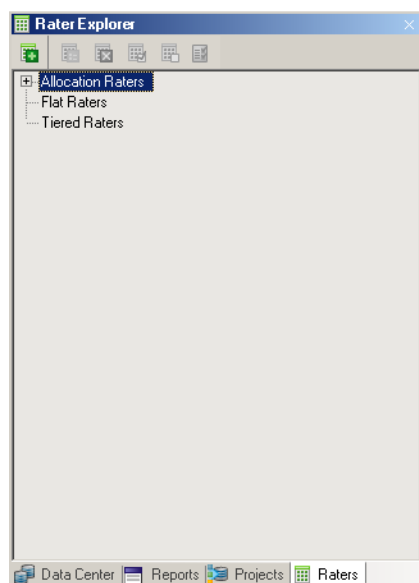 Rater Explorer
Allocation Raters
Flat Raters
Tiered Raters
Data Center Reports Projects Raters